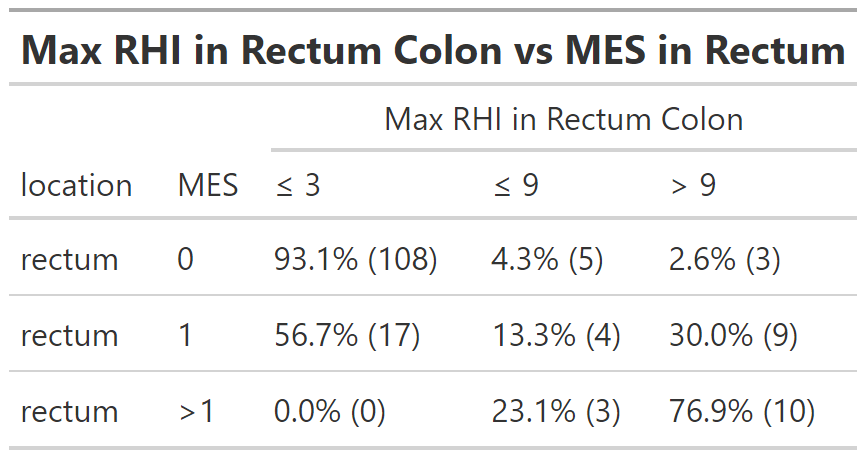 Max RHI in Rectum Colon vs MES in Rectum
Max RHI in Rectum Colon
location MES ≤ 3 ≤ 9 > 9
rectum 0 93.1% (108) 4.3% (5) 2.6% (3)
rectum 1 56.7% (17) 13.3% (4) 30.0% (9)
rectum >1 0.0% (0) 23.1% (3) 76.9% (10)